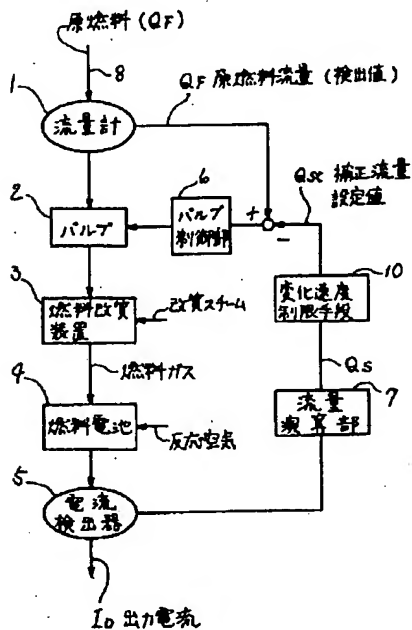 原燃料(QF)
8
1
流量計
QF 原燃料流量(検出値)
2
バルブ
6
バルブ
制御部
+
-
QSC 補正流量
設定値
3
燃料改質
装置
改質スチーム
10
変化速度
制限手段
QS
燃料ガス
4
燃料電池
反応空気
7
流量
演算部
5
電流
検出器
ID 出力電流